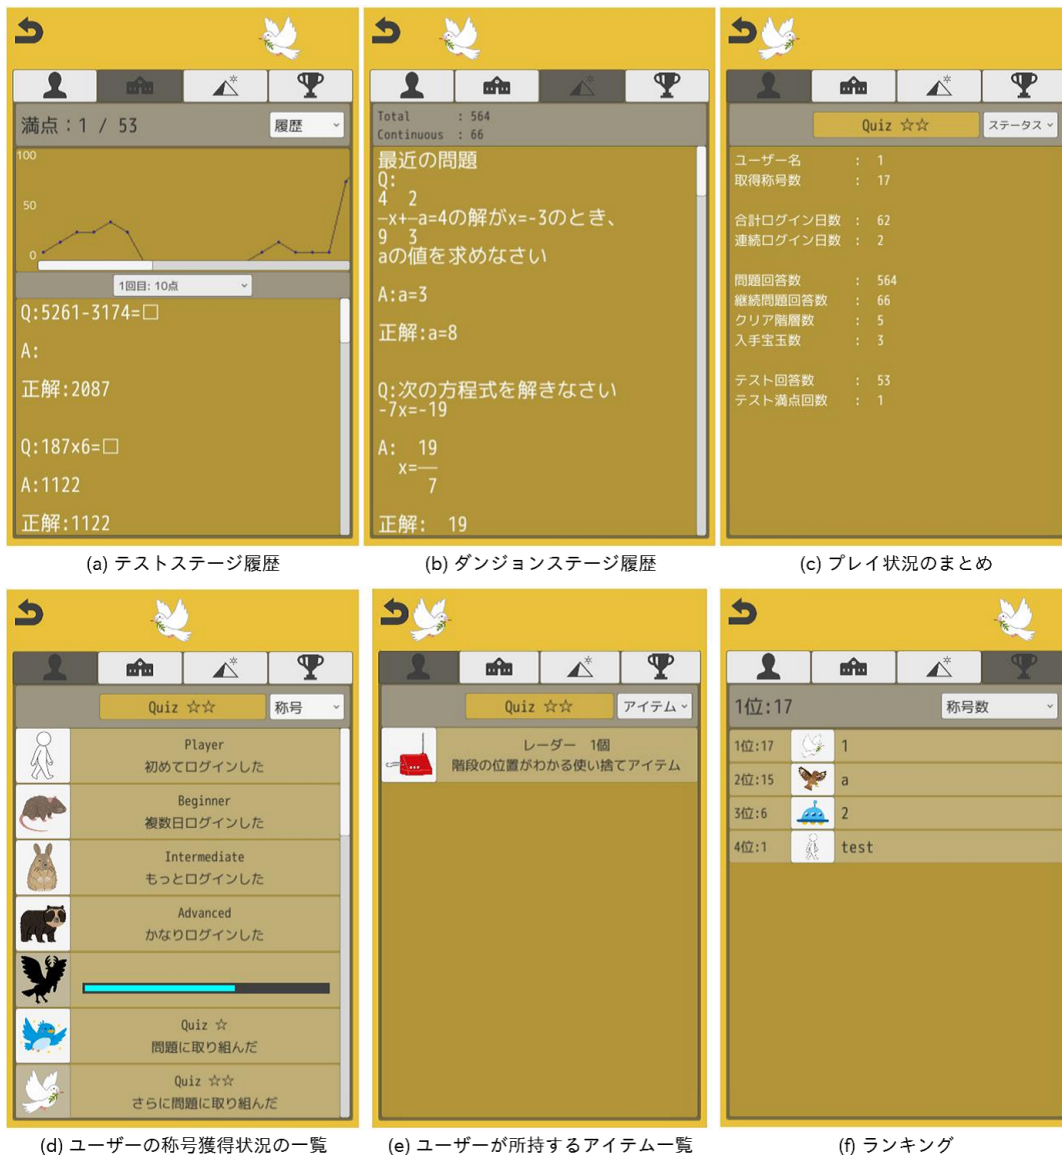 満点：1 / 53
履歴
100
50
0
1回目: 10点
Q:5261-3174=□
A:
正解:2087
Q:187×6=□
A:1122
正解:1122
(a) テストステージ履歴
Total : 564
Continuous : 66
最近の問題
Q:
4 2
―x+―a=4の解がx=-3のとき、
9 3
aの値を求めなさい
A:a=3
正解:a=8
Q:次の方程式を解きなさい
-7x=-19
A: 19
x=―
7
正解: 19
(b) ダンジョンステージ履歴
Quiz ☆☆
ステータス
ユーザー名 : 1
取得称号数 : 17
合計ログイン日数 : 62
連続ログイン日数 : 2
問題回答数 : 564
継続問題回答数 : 66
クリア階層数 : 5
入手宝玉数 : 3
テスト回答数 : 53
テスト満点回数 : 1
(c) プレイ状況のまとめ
Quiz ☆☆
称号
Player
初めてログインした
Beginner
複数日ログインした
Intermediate
もっとログインした
Advanced
かなりログインした
Quiz ☆
問題に取り組んだ
Quiz ☆☆
さらに問題に取り組んだ
(d) ユーザーの称号獲得状況の一覧
Quiz ☆☆
アイテム
レーダー 1個
階段の位置がわかる使い捨てアイテム
(e) ユーザーが所持するアイテム一覧
1位:17
称号数
1位:17 1
2位:15 a
3位:6 2
4位:1 test
(f) ランキング